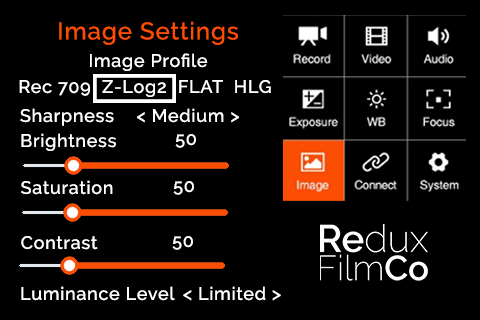 Image Settings
Image Profile
Rec 709 Z-Log2 FLAT HLG
Sharpness < Medium >
Brightness 50
Saturation 50
Contrast 50
Luminance Level < Limited >
Record Video Audio
Exposure WB Focus
Image Connect System
Redux
FilmCo